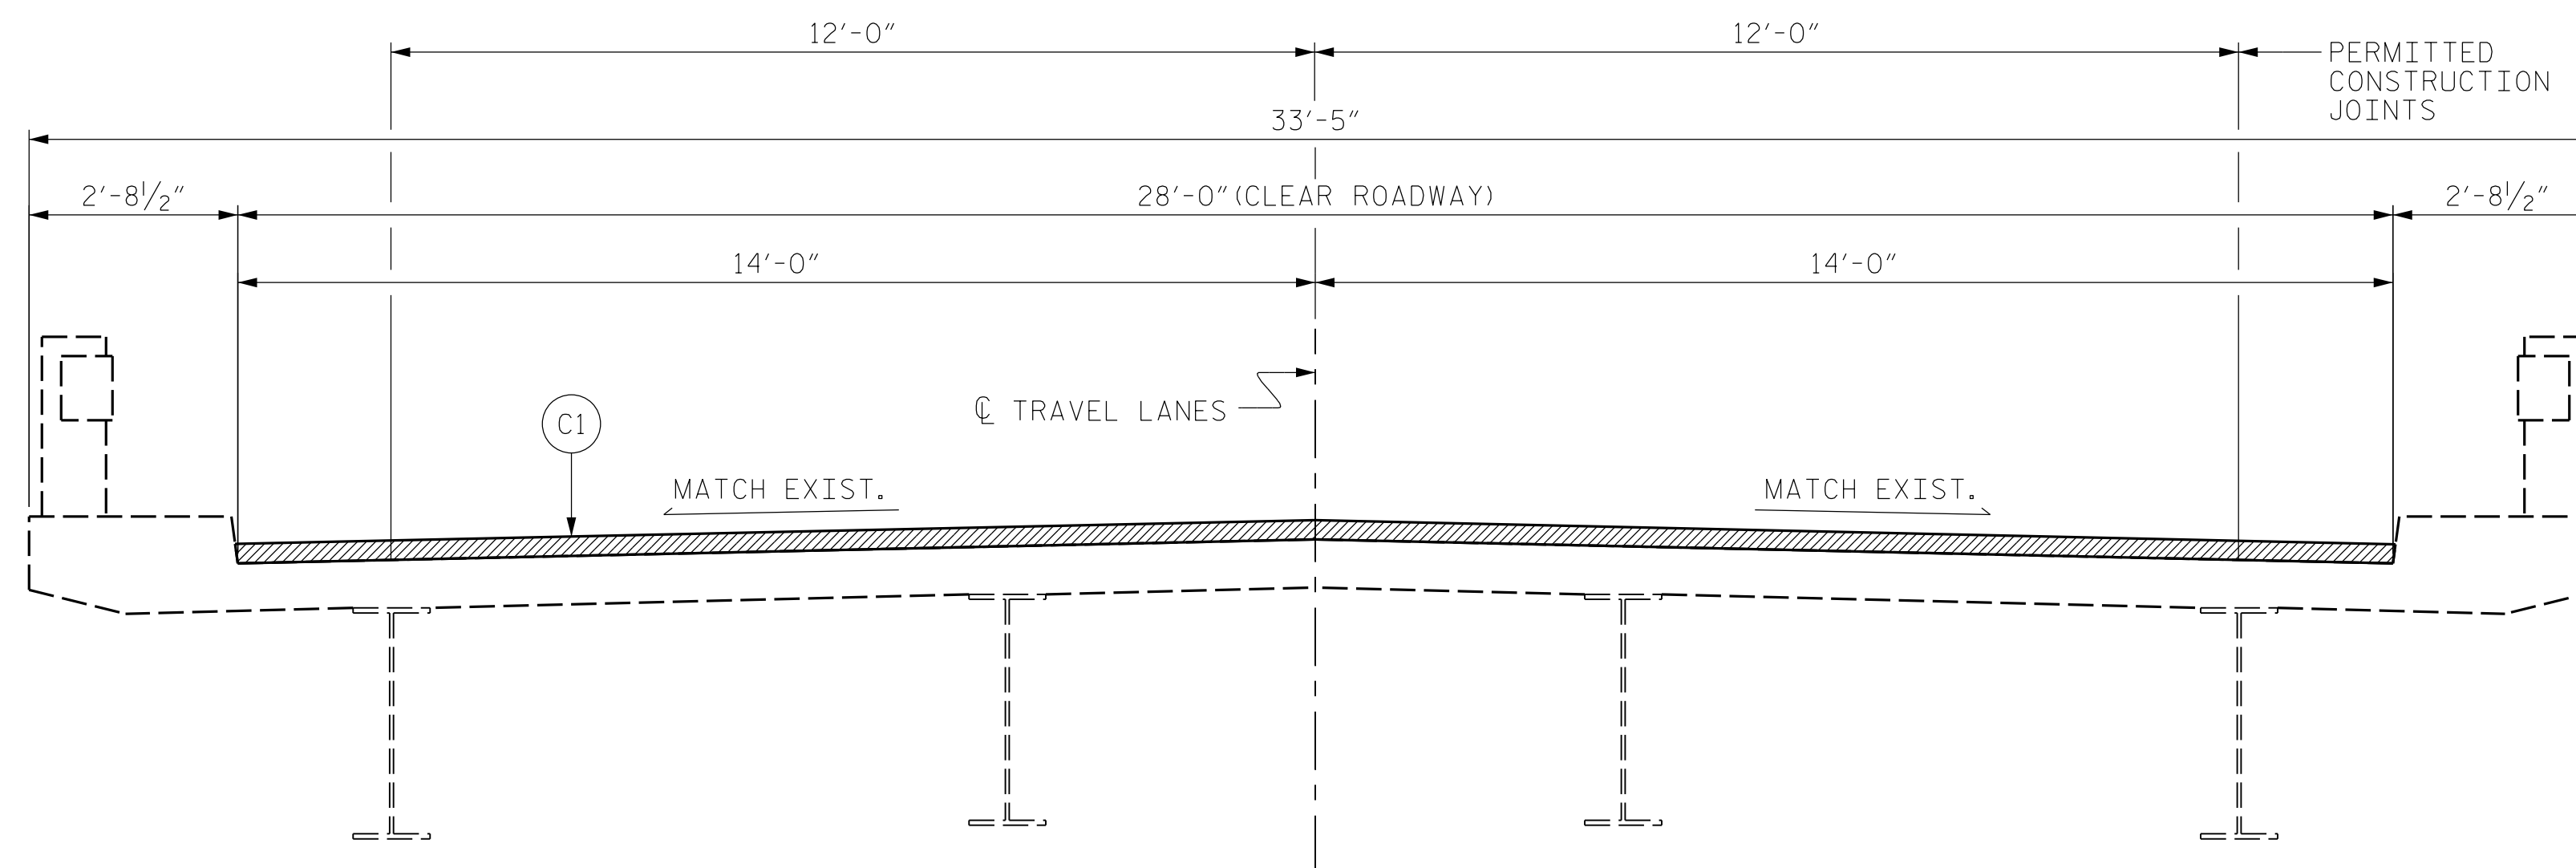 12'-0" 12'-0"
PERMITTED
CONSTRUCTION
JOINTS
33'-5"
2'-8½" 28'-0"(CLEAR ROADWAY) 2'-8½"
14'-0" 14'-0"
℄ TRAVEL LANES
C1
MATCH EXIST. MATCH EXIST.